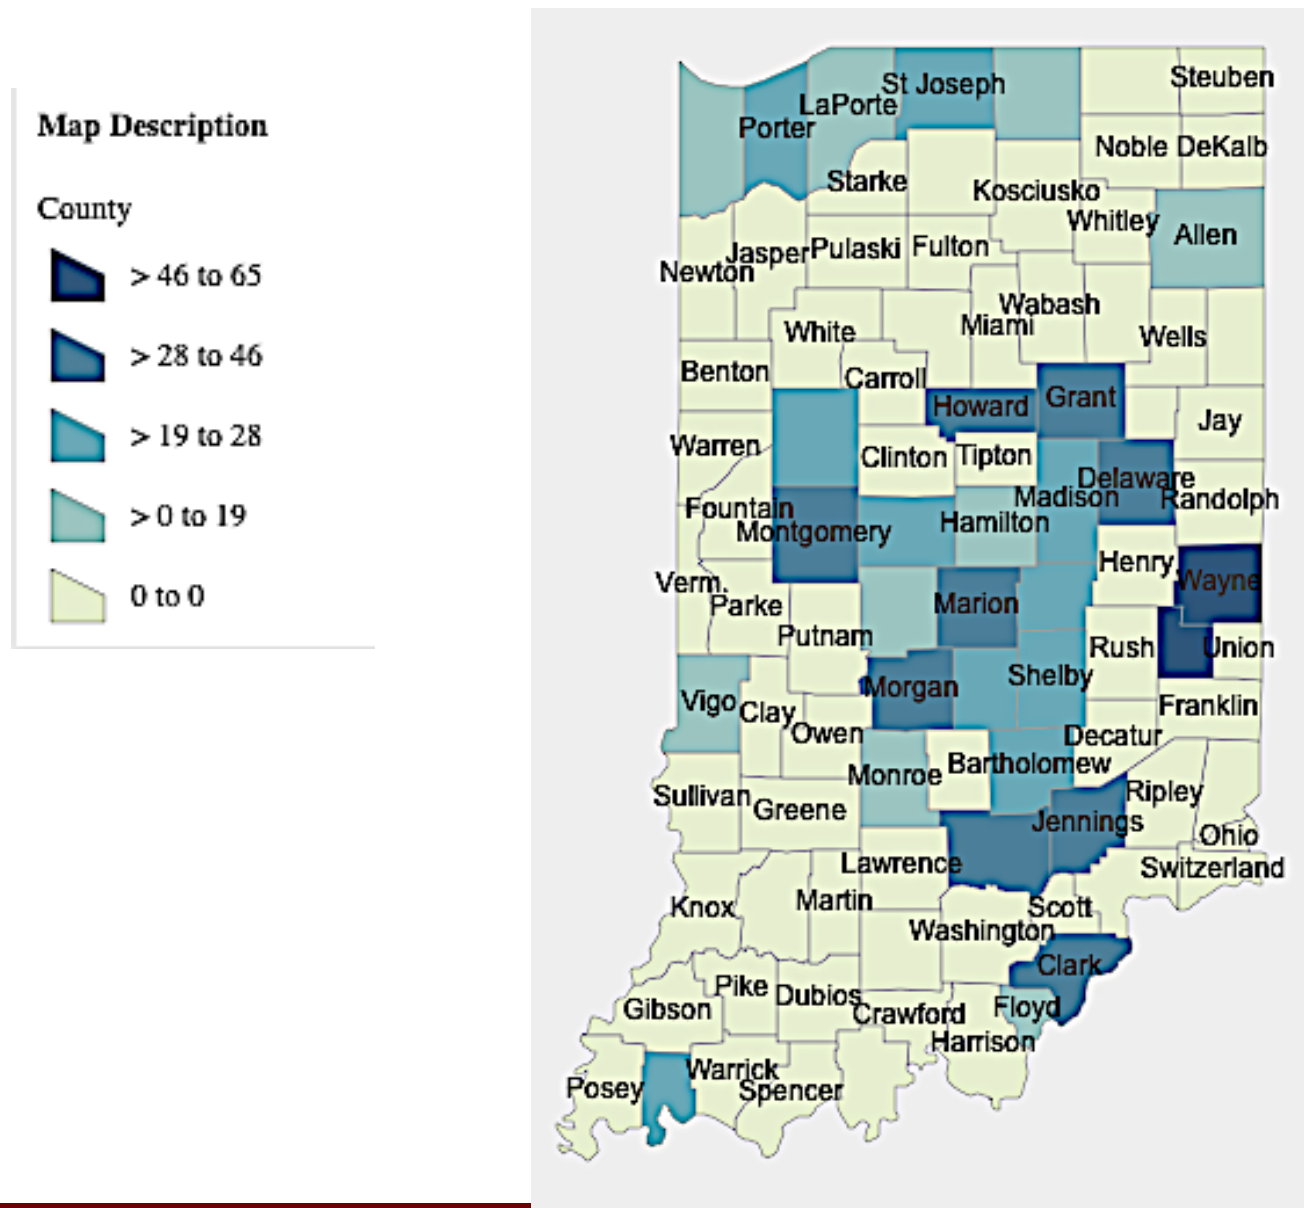 Map Description
County
> 46 to 65
> 28 to 46
> 19 to 28
> 0 to 19
0 to 0
Steuben
St Joseph
LaPorte
Porter
Noble DeKalb
Starke
Kosciusko
Whitley
Allen
Jasper Pulaski Fulton
Newton
Wabash
Miami
White
Wells
Benton
Carroll
Howard
Grant
Jay
Warren
Clinton
Tipton
Delaware
Madison
Randolph
Fountain
Hamilton
Montgomery
Henry
Wayne
Verm.
Parke
Marion
Putnam
Rush
Union
Shelby
Morgan
Vigo
Clay
Franklin
Owen
Decatur
Bartholomew
Monroe
Ripley
Sullivan
Greene
Jennings
Ohio
Lawrence
Switzerland
Martin
Knox
Scott
Washington
Clark
Pike
Dubios
Gibson
Floyd
Crawford
Harrison
Warrick
Posey
Spencer